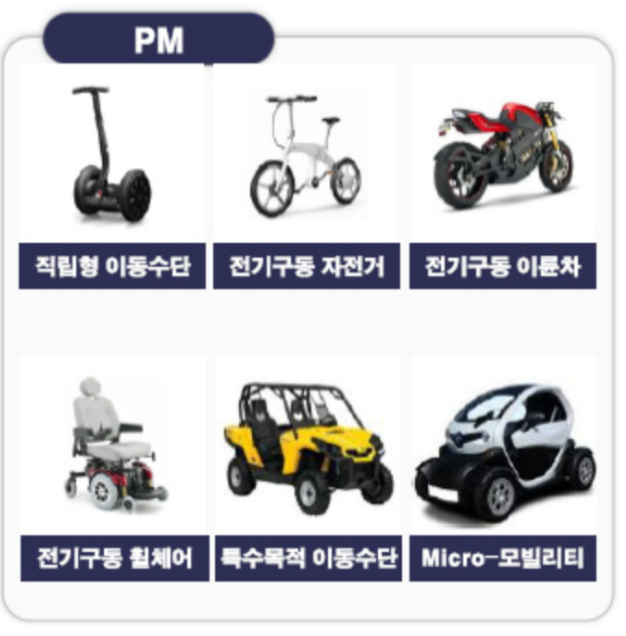 PM
직립형 이동수단
전기구동 자전거
전기구동 이륜차
전기구동 휠체어
특수목적 이동수단
Micro-모빌리티